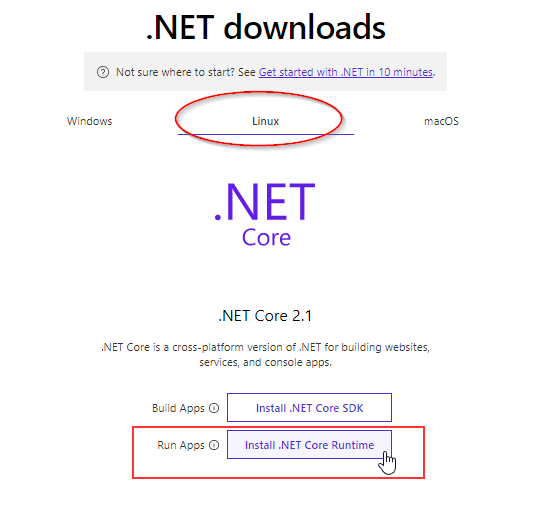 .NET downloads
Not sure where to start? See Get started with .NET in 10 minutes.
Windows
Linux
macOS
.NET
Core
.NET Core 2.1
.NET Core is a cross-platform version of .NET for building websites,
services, and console apps.
Build Apps Install .NET Core SDK
Run Apps Install .NET Core Runtime